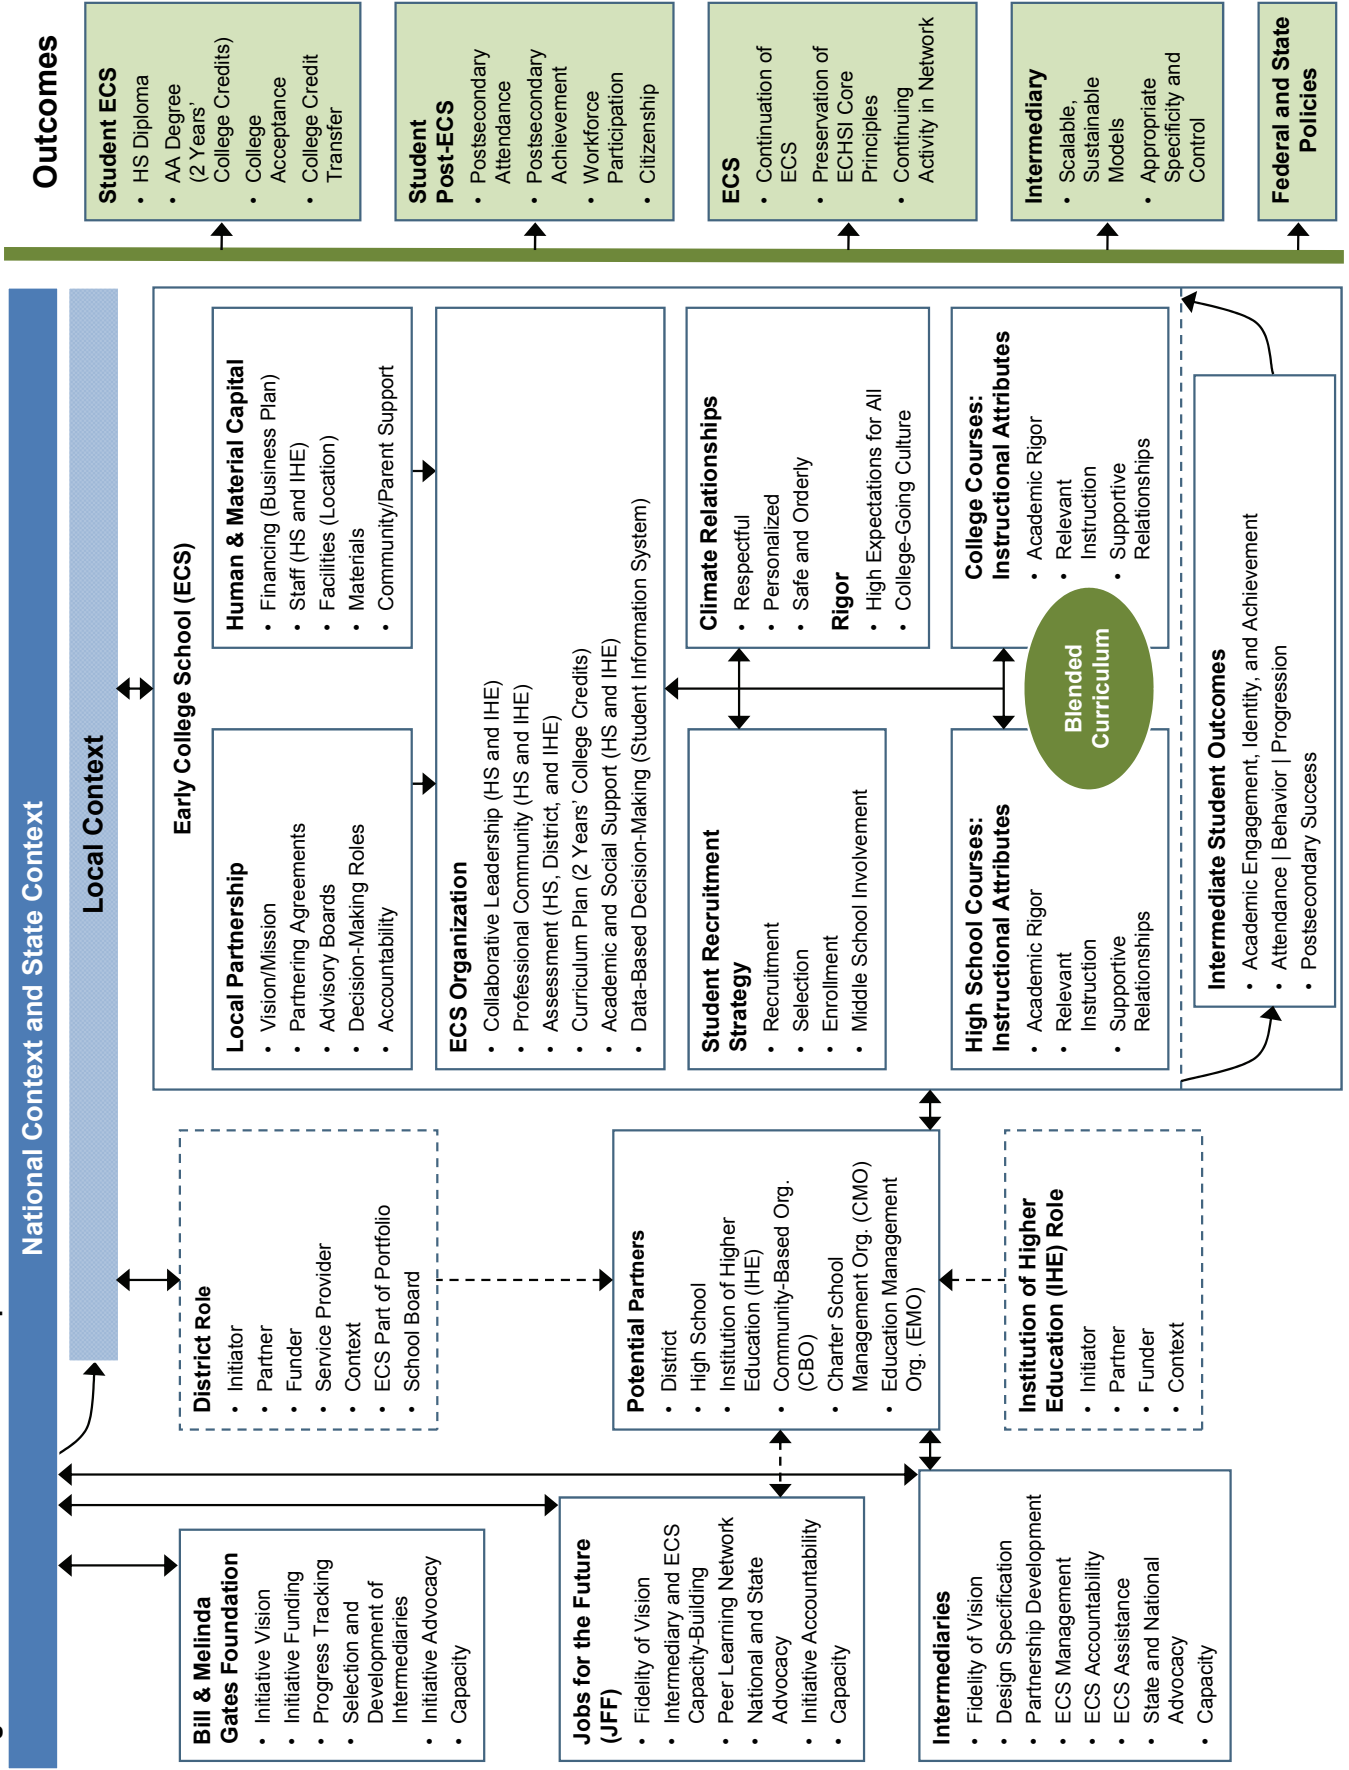 National Context and State Context
Local Context
Bill & Melinda
Gates Foundation
• Initiative Vision
• Initiative Funding
• Progress Tracking
• Selection and
Development of
Intermediaries
• Initiative Advocacy
• Capacity
Jobs for the Future
(JFF)
• Fidelity of Vision
• Intermediary and ECS
Capacity-Building
• Peer Learning Network
• National and State
Advocacy
• Initiative Accountability
• Capacity
Intermediaries
• Fidelity of Vision
• Design Specification
• Partnership Development
• ECS Management
• ECS Accountability
• ECS Assistance
• State and National
Advocacy
• Capacity
District Role
• Initiator
• Partner
• Funder
• Service Provider
• Context
• ECS Part of Portfolio
• School Board
Potential Partners
• District
• High School
• Institution of Higher
Education (IHE)
• Community-Based Org.
(CBO)
• Charter School
Management Org. (CMO)
• Education Management
Org. (EMO)
Institution of Higher
Education (IHE) Role
• Initiator
• Partner
• Funder
• Context
Early College School (ECS)
Local Partnership
• Vision/Mission
• Partnering Agreements
• Advisory Boards
• Decision-Making Roles
• Accountability
Human & Material Capital
• Financing (Business Plan)
• Staff (HS and IHE)
• Facilities (Location)
• Materials
• Community/Parent Support
ECS Organization
• Collaborative Leadership (HS and IHE)
• Professional Community (HS and IHE)
• Assessment (HS, District, and IHE)
• Curriculum Plan (2 Years' College Credits)
• Academic and Social Support (HS and IHE)
• Data-Based Decision-Making (Student Information System)
Student Recruitment
Strategy
• Recruitment
• Selection
• Enrollment
• Middle School Involvement
Climate Relationships
• Respectful
• Personalized
• Safe and Orderly
Rigor
• High Expectations for All
• College-Going Culture
High School Courses:
Instructional Attributes
• Academic Rigor
• Relevant
Instruction
• Supportive
Relationships
Blended
Curriculum
College Courses:
Instructional Attributes
• Academic Rigor
• Relevant
Instruction
• Supportive
Relationships
Intermediate Student Outcomes
• Academic Engagement, Identity, and Achievement
• Attendance | Behavior | Progression
• Postsecondary Success
Outcomes
Student ECS
• HS Diploma
• AA Degree
(2 Years'
College Credits)
• College
Acceptance
• College Credit
Transfer
Student
Post-ECS
• Postsecondary
Attendance
• Postsecondary
Achievement
• Workforce
Participation
• Citizenship
ECS
• Continuation of
ECS
• Preservation of
ECHSI Core
Principles
• Continuing
Activity in Network
Intermediary
• Scalable,
Sustainable
Models
• Appropriate
Specificity and
Control
Federal and State
Policies